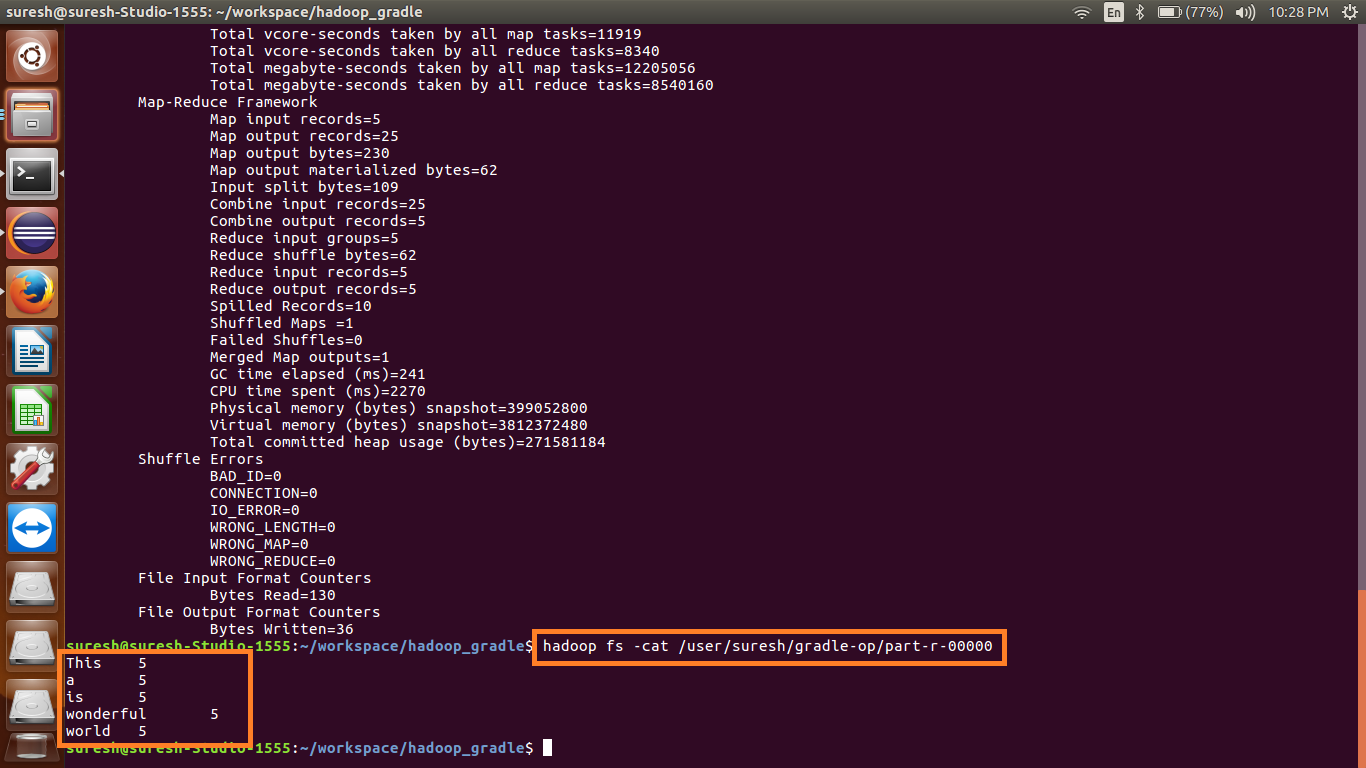 suresh@suresh-Studio-1555: ~/workspace/hadoop_gradle
En (77%) 10:28 PM
Total vcore-seconds taken by all map tasks=11919
Total vcore-seconds taken by all reduce tasks=8340
Total megabyte-seconds taken by all map tasks=12205056
Total megabyte-seconds taken by all reduce tasks=8540160
Map-Reduce Framework
Map input records=5
Map output records=25
Map output bytes=230
Map output materialized bytes=62
Input split bytes=109
Combine input records=25
Combine output records=5
Reduce input groups=5
Reduce shuffle bytes=62
Reduce input records=5
Reduce output records=5
Spilled Records=10
Shuffled Maps =1
Failed Shuffles=0
Merged Map outputs=1
GC time elapsed (ms)=241
CPU time spent (ms)=2270
Physical memory (bytes) snapshot=399052800
Virtual memory (bytes) snapshot=3812372480
Total committed heap usage (bytes)=271581184
Shuffle Errors
BAD_ID=0
CONNECTION=0
IO_ERROR=0
WRONG_LENGTH=0
WRONG_MAP=0
WRONG_REDUCE=0
File Input Format Counters
Bytes Read=130
File Output Format Counters
Bytes Written=36
suresh@suresh-Studio-1555:~/workspace/hadoop_gradle$ hadoop fs -cat /user/suresh/gradle-op/part-r-00000
This 5
a 5
is 5
wonderful 5
world 5
suresh@suresh-Studio-1555:~/workspace/hadoop_gradle$